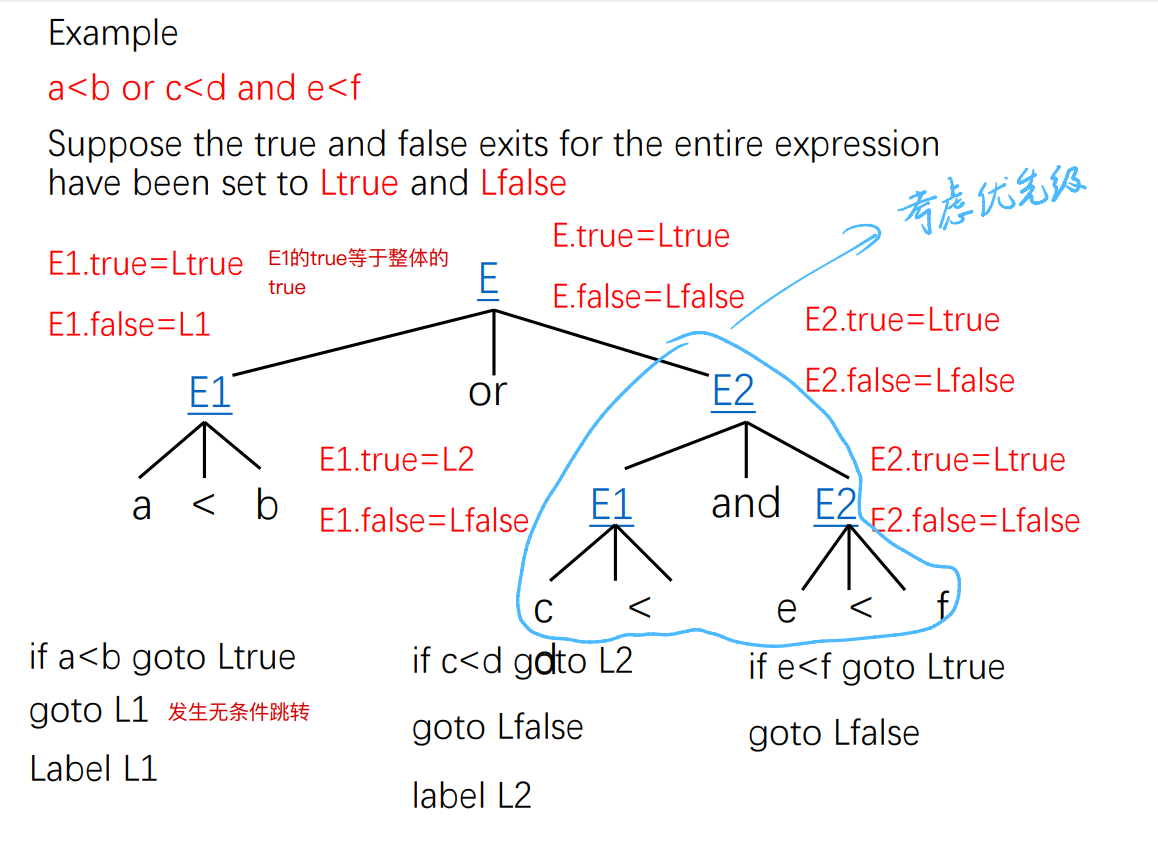 Example
a<b or c<d and e<f
Suppose the true and false exits for the entire expression
have been set to Ltrue and Lfalse
考虑优先级
E1.true=Ltrue
E1的true等于整体的
true
E1.false=L1
E
E.true=Ltrue
E.false=Lfalse
E2.true=Ltrue
E2.false=Lfalse
E1
or
E2
a < b
E1.true=L2
E1.false=Lfalse
E1
and
E2
E2.true=Ltrue
E2.false=Lfalse
c <
d
e < f
if a<b goto Ltrue
goto L1
发生无条件跳转
Label L1
if c<d goto L2
goto Lfalse
label L2
if e<f goto Ltrue
goto Lfalse